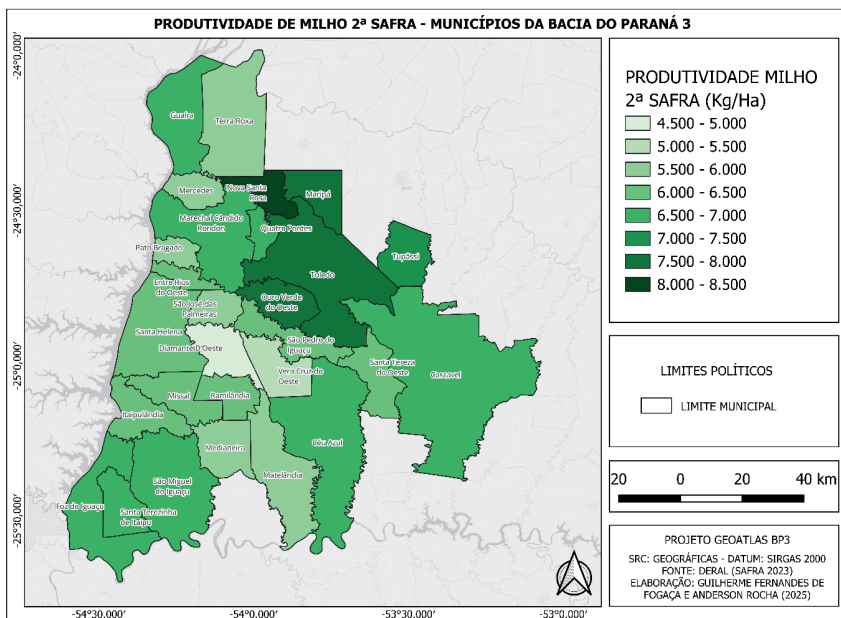 PRODUTIVIDADE DE MILHO 2ª SAFRA - MUNICÍPIOS DA BACIA DO PARANÁ 3
-24°0,000'
-24°30,000'
-25°0,000'
-25°30,000'
Guaíra
Terra Roxa
Mercedes
Nova Santa
Rosa
Maripá
Marechal Cândido
Rondon
Quatro Pontes
Pato Bragado
Tupãssi
Toledo
Entre Rios
do Oeste
São José das
Palmeiras
Ouro Verde
do Oeste
Santa Helena
Diamante D'Oeste
São Pedro do
Iguaçu
Vera Cruz do
Oeste
Santa Tereza
do Oeste
Cascavel
Missal
Ramilândia
Itaipulândia
Medianeira
Céu Azul
Matelândia
São Miguel
do Iguaçu
Foz do Iguaçu
Santa Terezinha
de Itaipu
-54°30.000'
-54°0.000'
-53°30.000'
-53°0.000'
PRODUTIVIDADE MILHO
2ª SAFRA (Kg/Ha)
4.500 - 5.000
5.000 - 5.500
5.500 - 6.000
6.000 - 6.500
6.500 - 7.000
7.000 - 7.500
7.500 - 8.000
8.000 - 8.500
LIMITES POLÍTICOS
LIMITE MUNICIPAL
20 0 20 40 km
PROJETO GEOATLAS BP3
SRC: GEOGRÁFICAS - DATUM: SIRGAS 2000
FONTE: DERAL (SAFRA 2023)
ELABORAÇÃO: GUILHERME FERNANDES DE
FOGAÇA E ANDERSON ROCHA (2025)